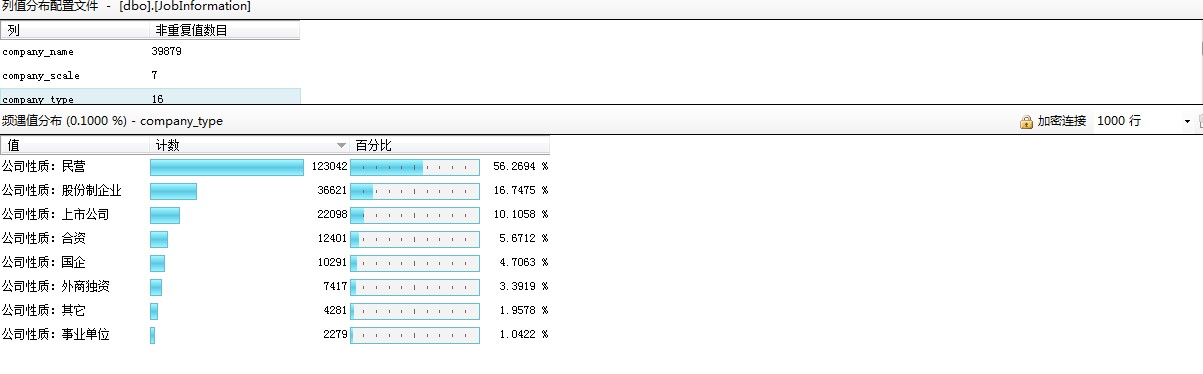 列值分布配置文件 - [dbo].[JobInformation]
列 非重复值数目
company_name 39879
company_scale 7
company_type 16
频遇值分布 (0.1000 %) - company_type 加密连接 1000 行
值 计数 百分比
公司性质：民营 123042 56.2694 %
公司性质：股份制企业 36621 16.7475 %
公司性质：上市公司 22098 10.1058 %
公司性质：合资 12401 5.6712 %
公司性质：国企 10291 4.7063 %
公司性质：外商独资 7417 3.3919 %
公司性质：其它 4281 1.9578 %
公司性质：事业单位 2279 1.0422 %